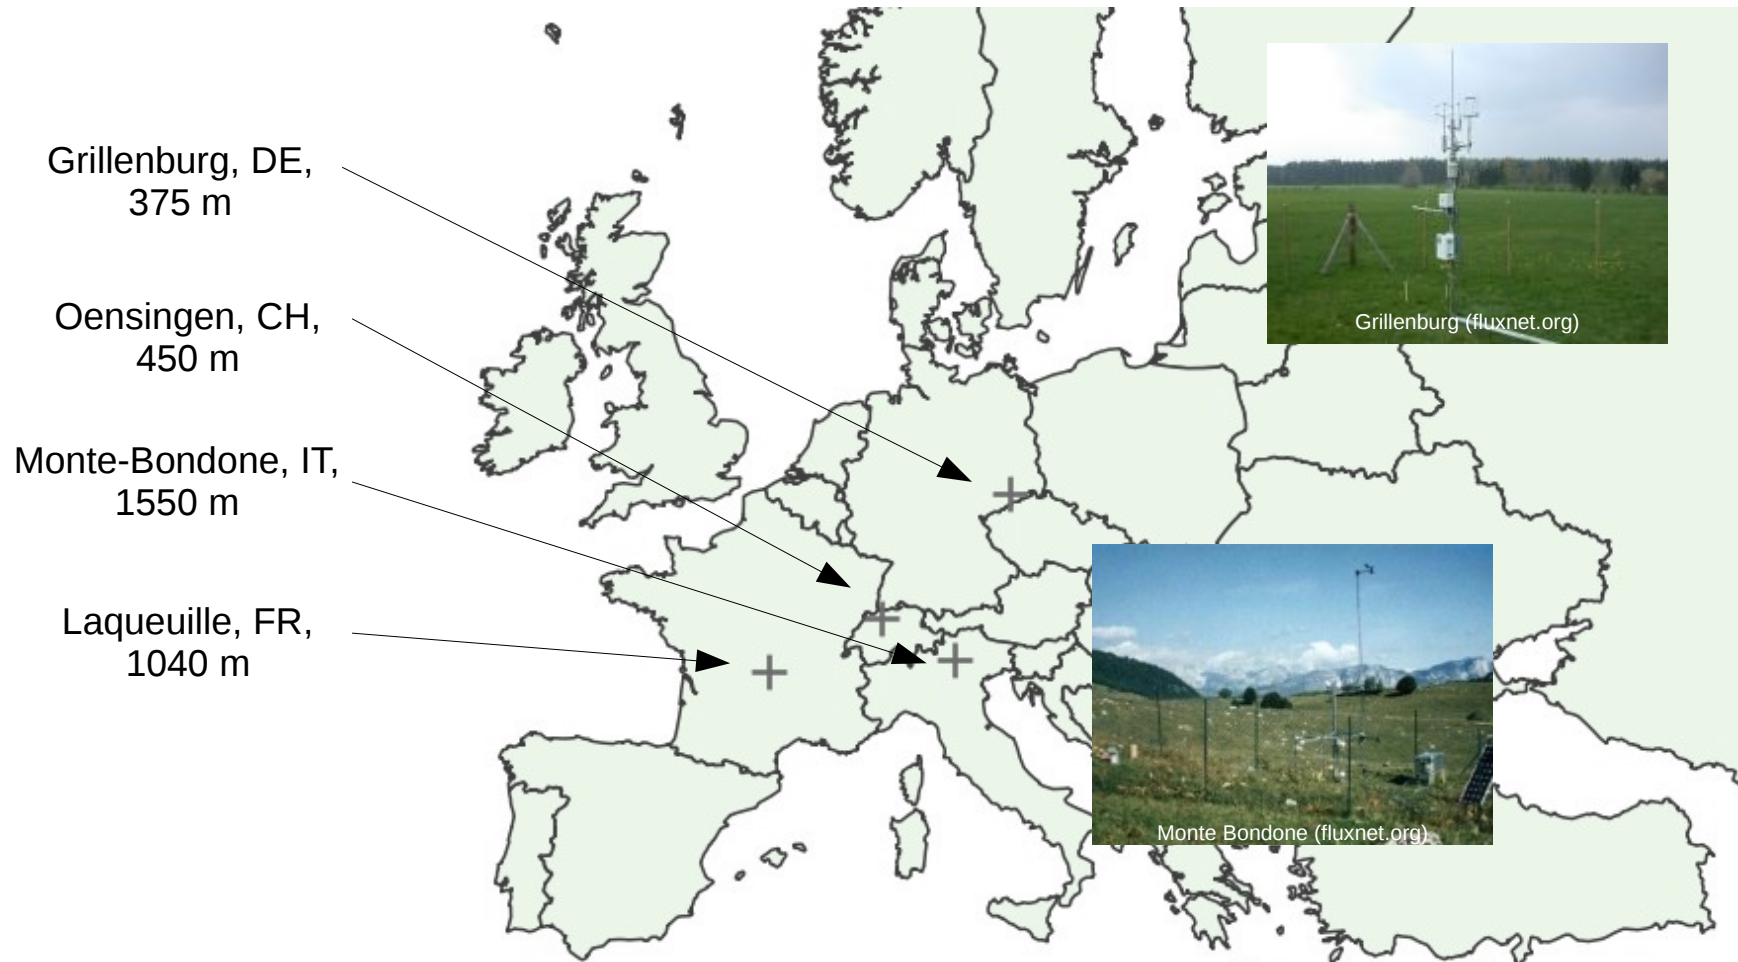 Grillenburg, DE,
375 m
Oensingen, CH,
450 m
Monte-Bondone, IT,
1550 m
Laqueuille, FR,
1040 m
Grillenburg (fluxnet.org)
Monte Bondone (fluxnet.org)